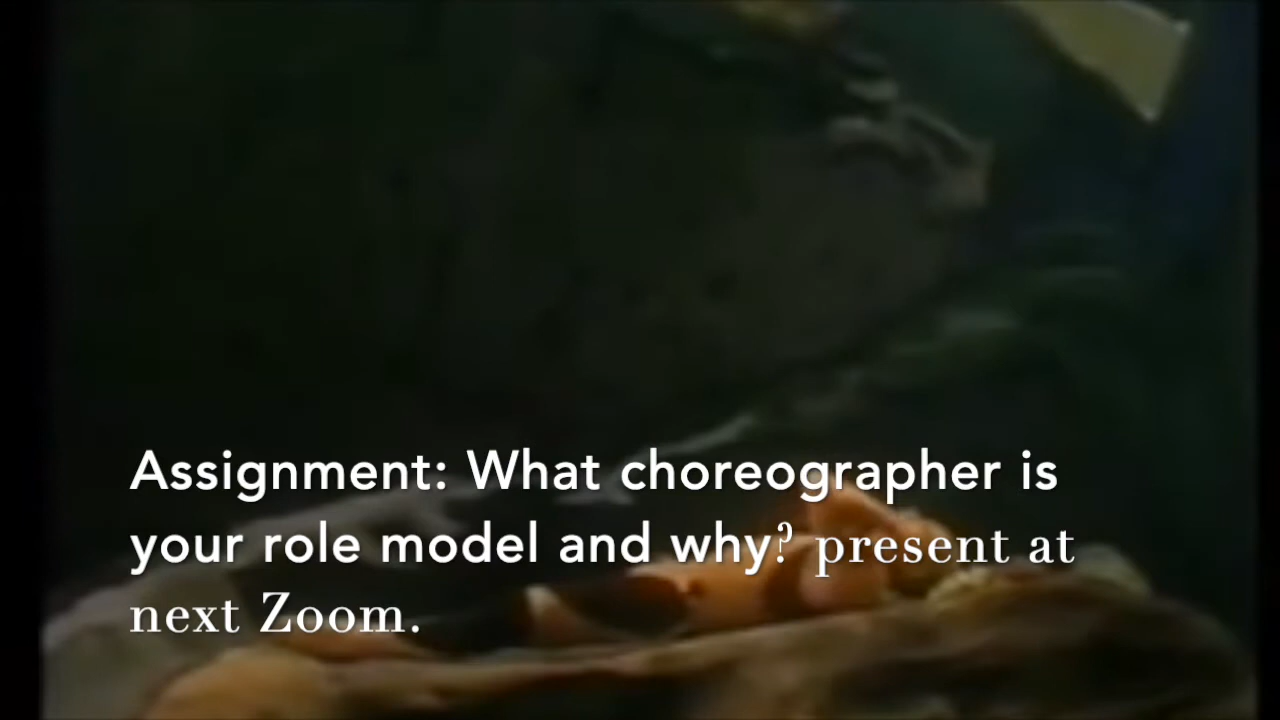 Assignment: What choreographer is
your role model and why? present at
next Zoom.